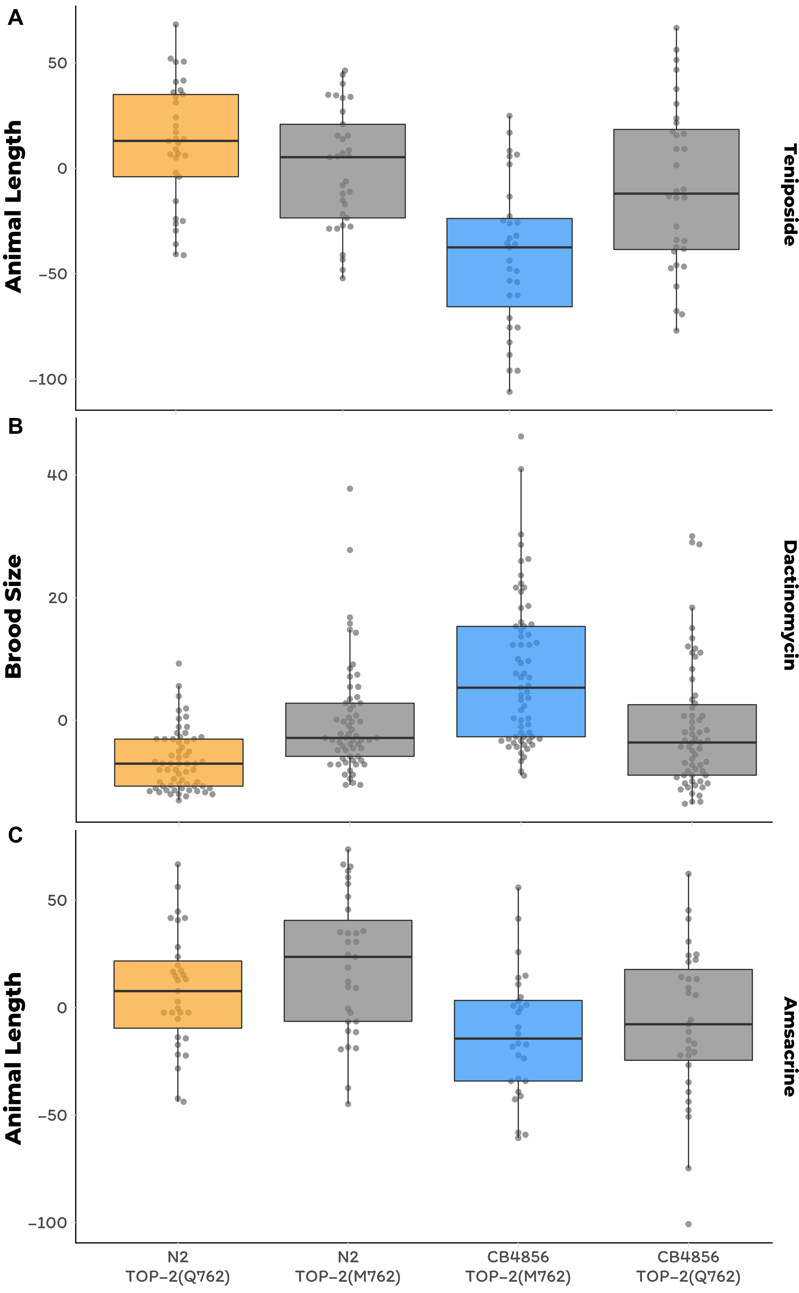 A
50
0
−50
−100
Animal Length
Teniposide
B
40
20
0
Brood Size
Dactinomycin
C
50
0
−50
−100
Animal Length
Amsacrine
N2 N2 CB4856 CB4856
TOP−2(Q762) TOP−2(M762) TOP−2(M762) TOP−2(Q762)